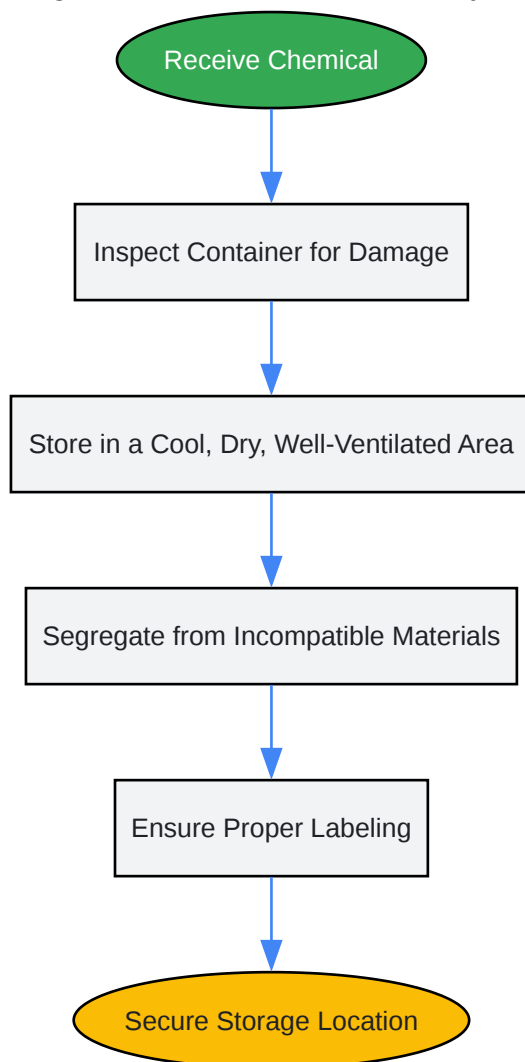 Receive Chemical
Inspect Container for Damage
Store in a Cool, Dry, Well-Ventilated Area
Segregate from Incompatible Materials
Ensure Proper Labeling
Secure Storage Location